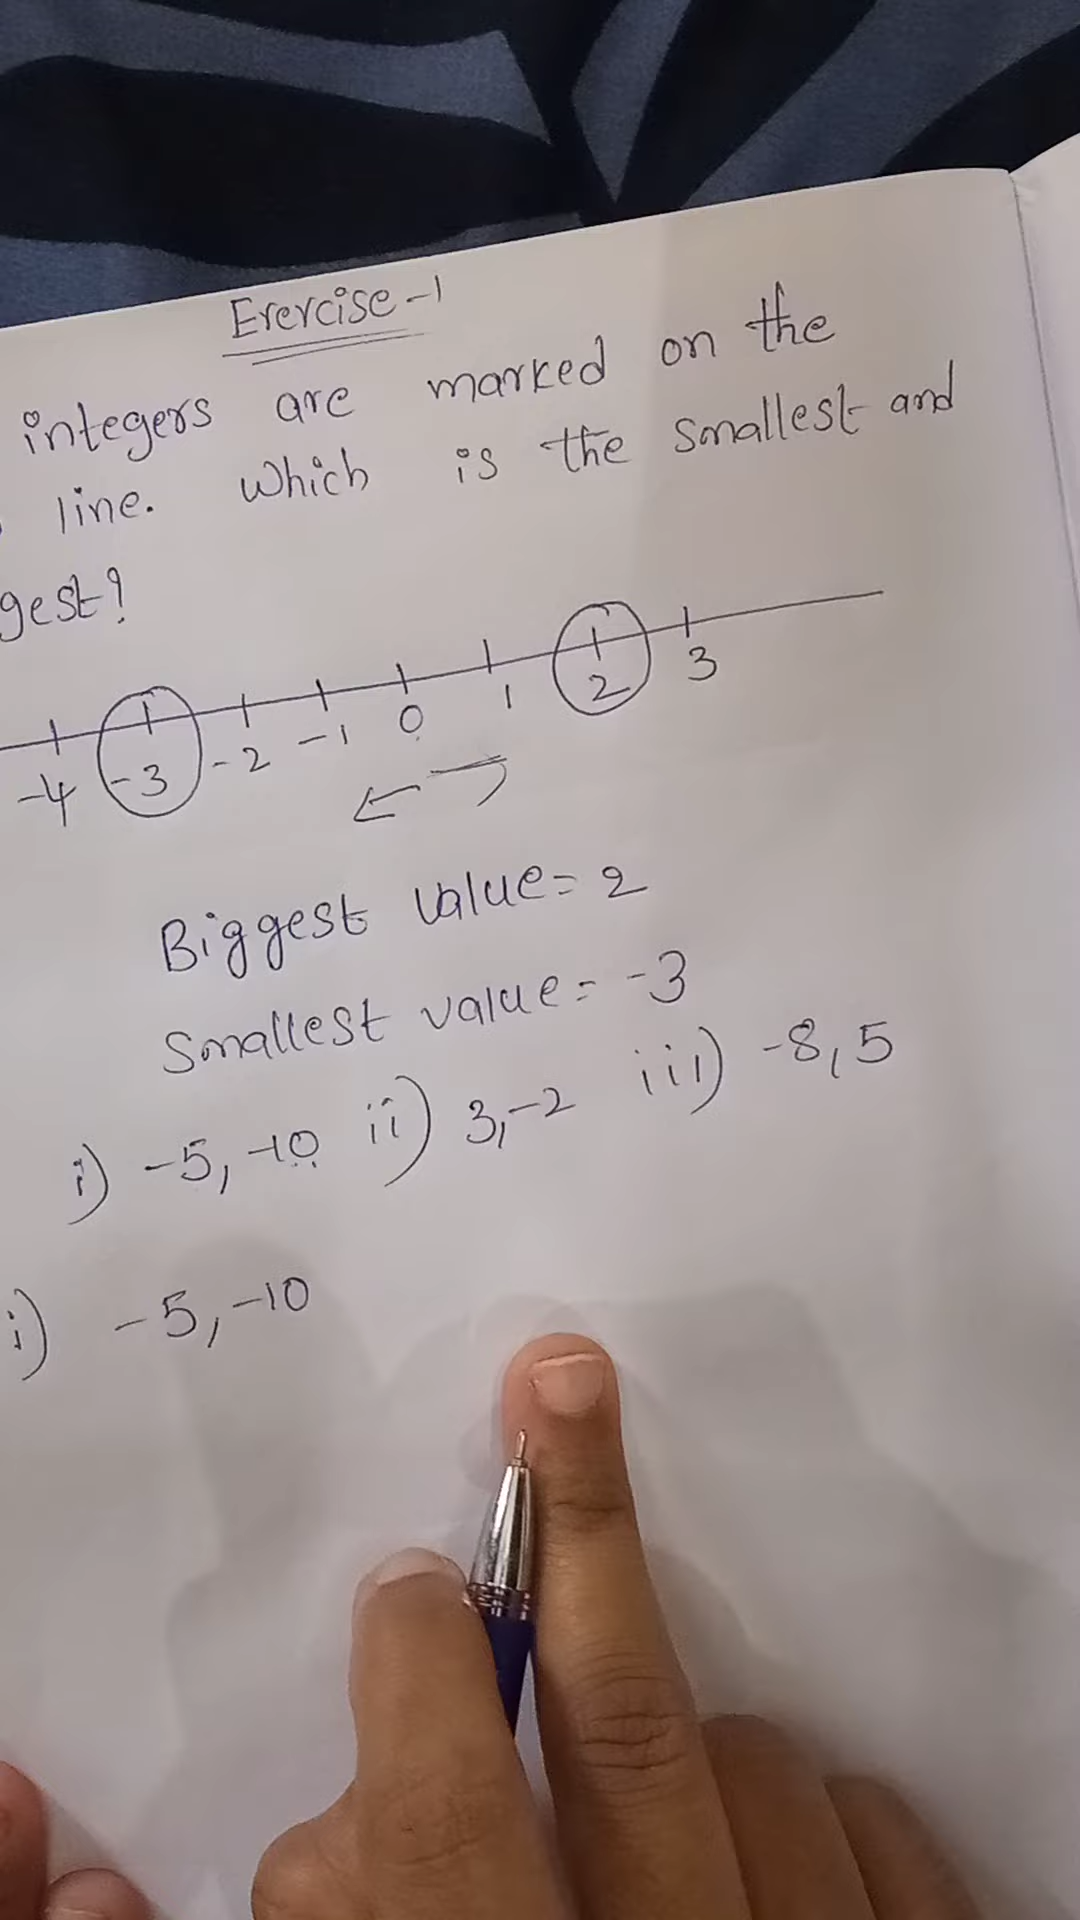 Erercise-1
integers are marked on the
line. Which is the smallest and
gest?
-4 -3 -2 -1 0 1 2 3
Biggest value= 2
Smallest value= -3
i) -5, -10 ii) 3,-2 iii) -8, 5
i) -5, -10